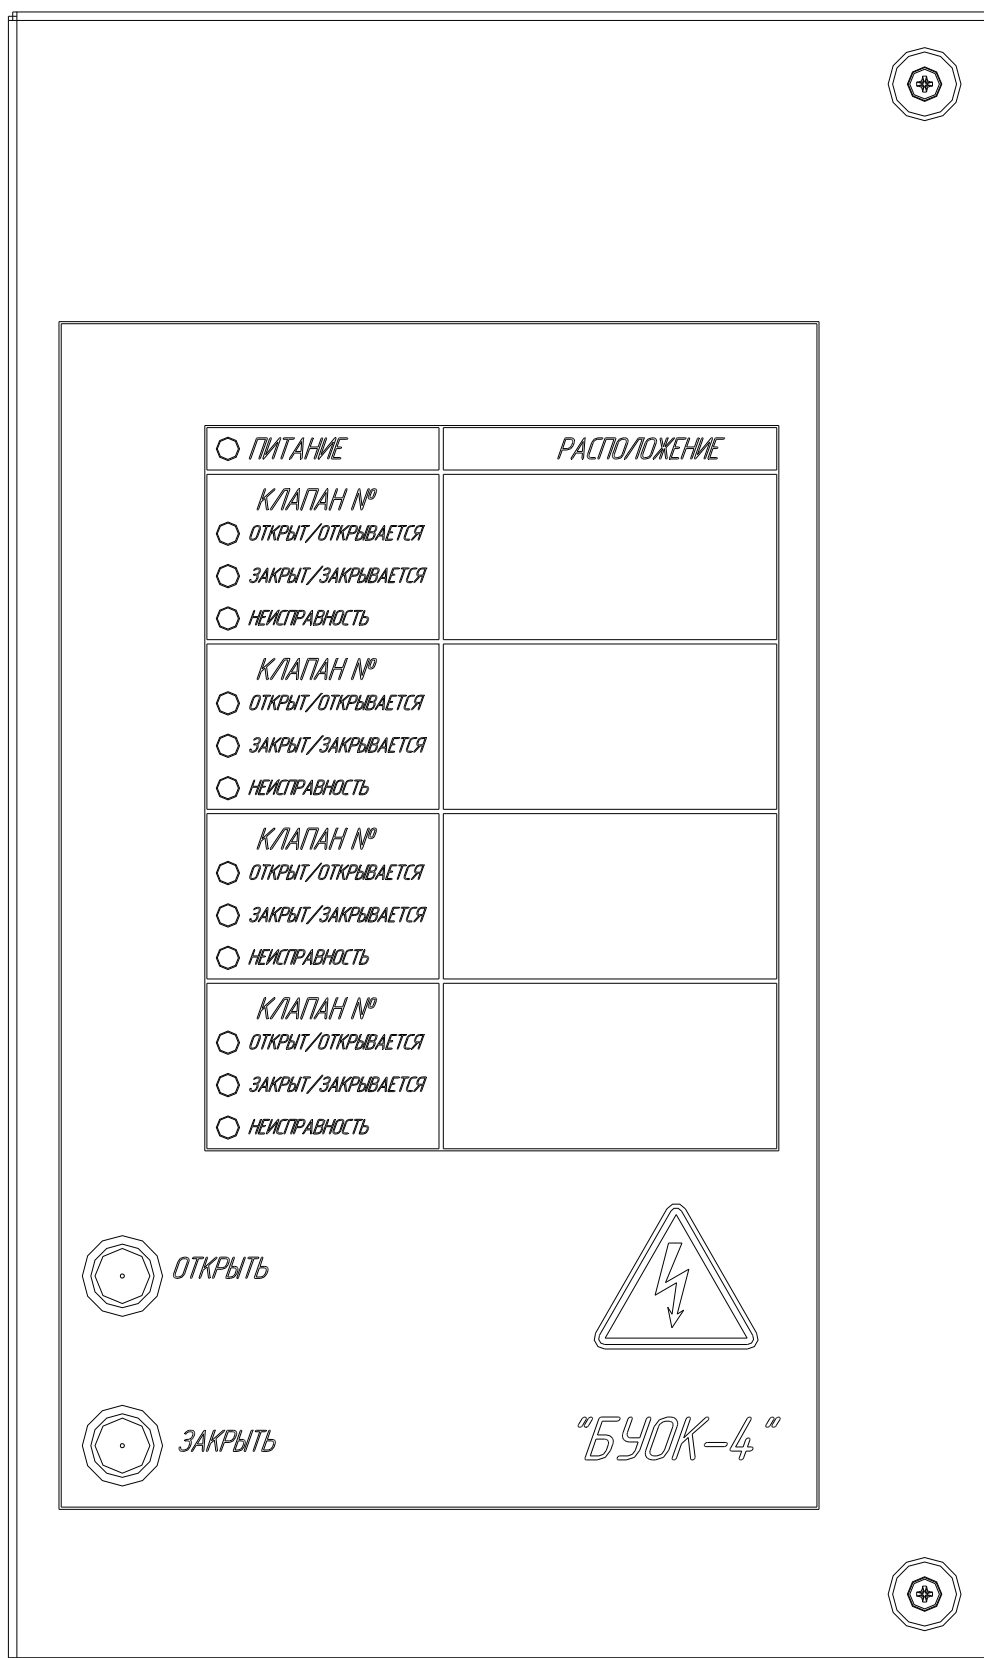 ПИТАНИЕ РАСПОЛОЖЕНИЕ
КЛАПАН №
ОТКРЫТ/ОТКРЫВАЕТСЯ
ЗАКРЫТ/ЗАКРЫВАЕТСЯ
НЕИСПРАВНОСТЬ
КЛАПАН №
ОТКРЫТ/ОТКРЫВАЕТСЯ
ЗАКРЫТ/ЗАКРЫВАЕТСЯ
НЕИСПРАВНОСТЬ
КЛАПАН №
ОТКРЫТ/ОТКРЫВАЕТСЯ
ЗАКРЫТ/ЗАКРЫВАЕТСЯ
НЕИСПРАВНОСТЬ
КЛАПАН №
ОТКРЫТ/ОТКРЫВАЕТСЯ
ЗАКРЫТ/ЗАКРЫВАЕТСЯ
НЕИСПРАВНОСТЬ
ОТКРЫТЬ
ЗАКРЫТЬ "БУОК-4"